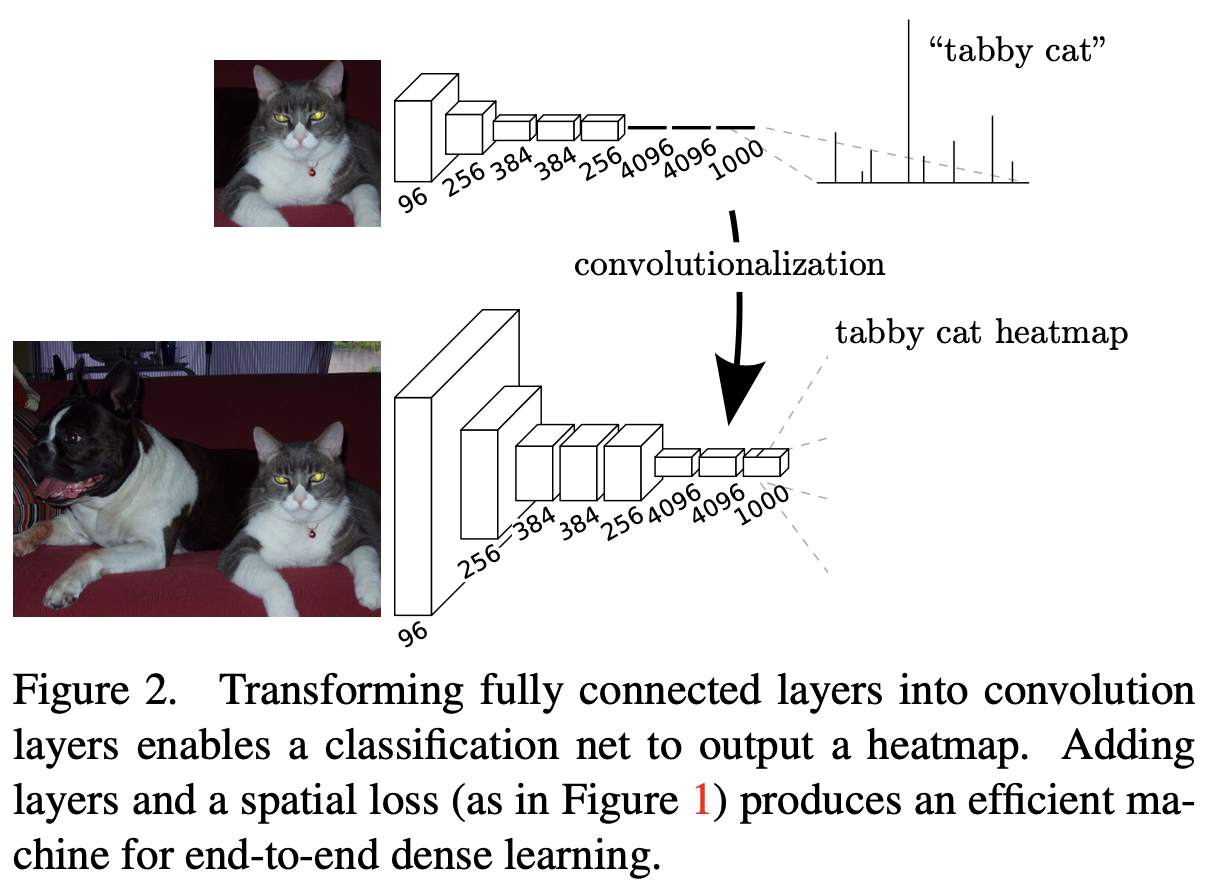 “tabby cat”
96
256
384
384
256
4096
4096
1000
convolutionalization
tabby cat heatmap
96
256
384
384
256
4096
4096
1000
Figure 2. Transforming fully connected layers into convolution
layers enables a classification net to output a heatmap. Adding
layers and a spatial loss (as in Figure 1) produces an efficient ma-
chine for end-to-end dense learning.